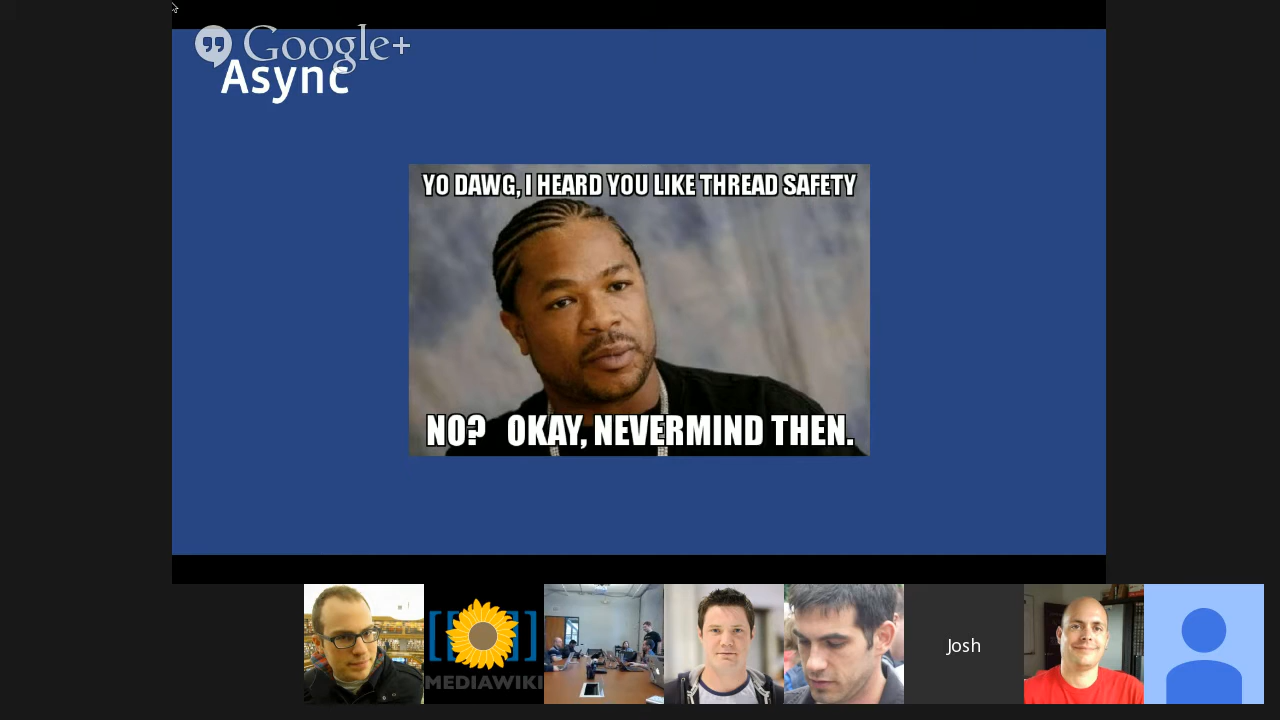 Google+
Async
YO DAWG, I HEARD YOU LIKE THREAD SAFETY
NO? OKAY, NEVERMIND THEN.
MEDIAWIKI
Josh